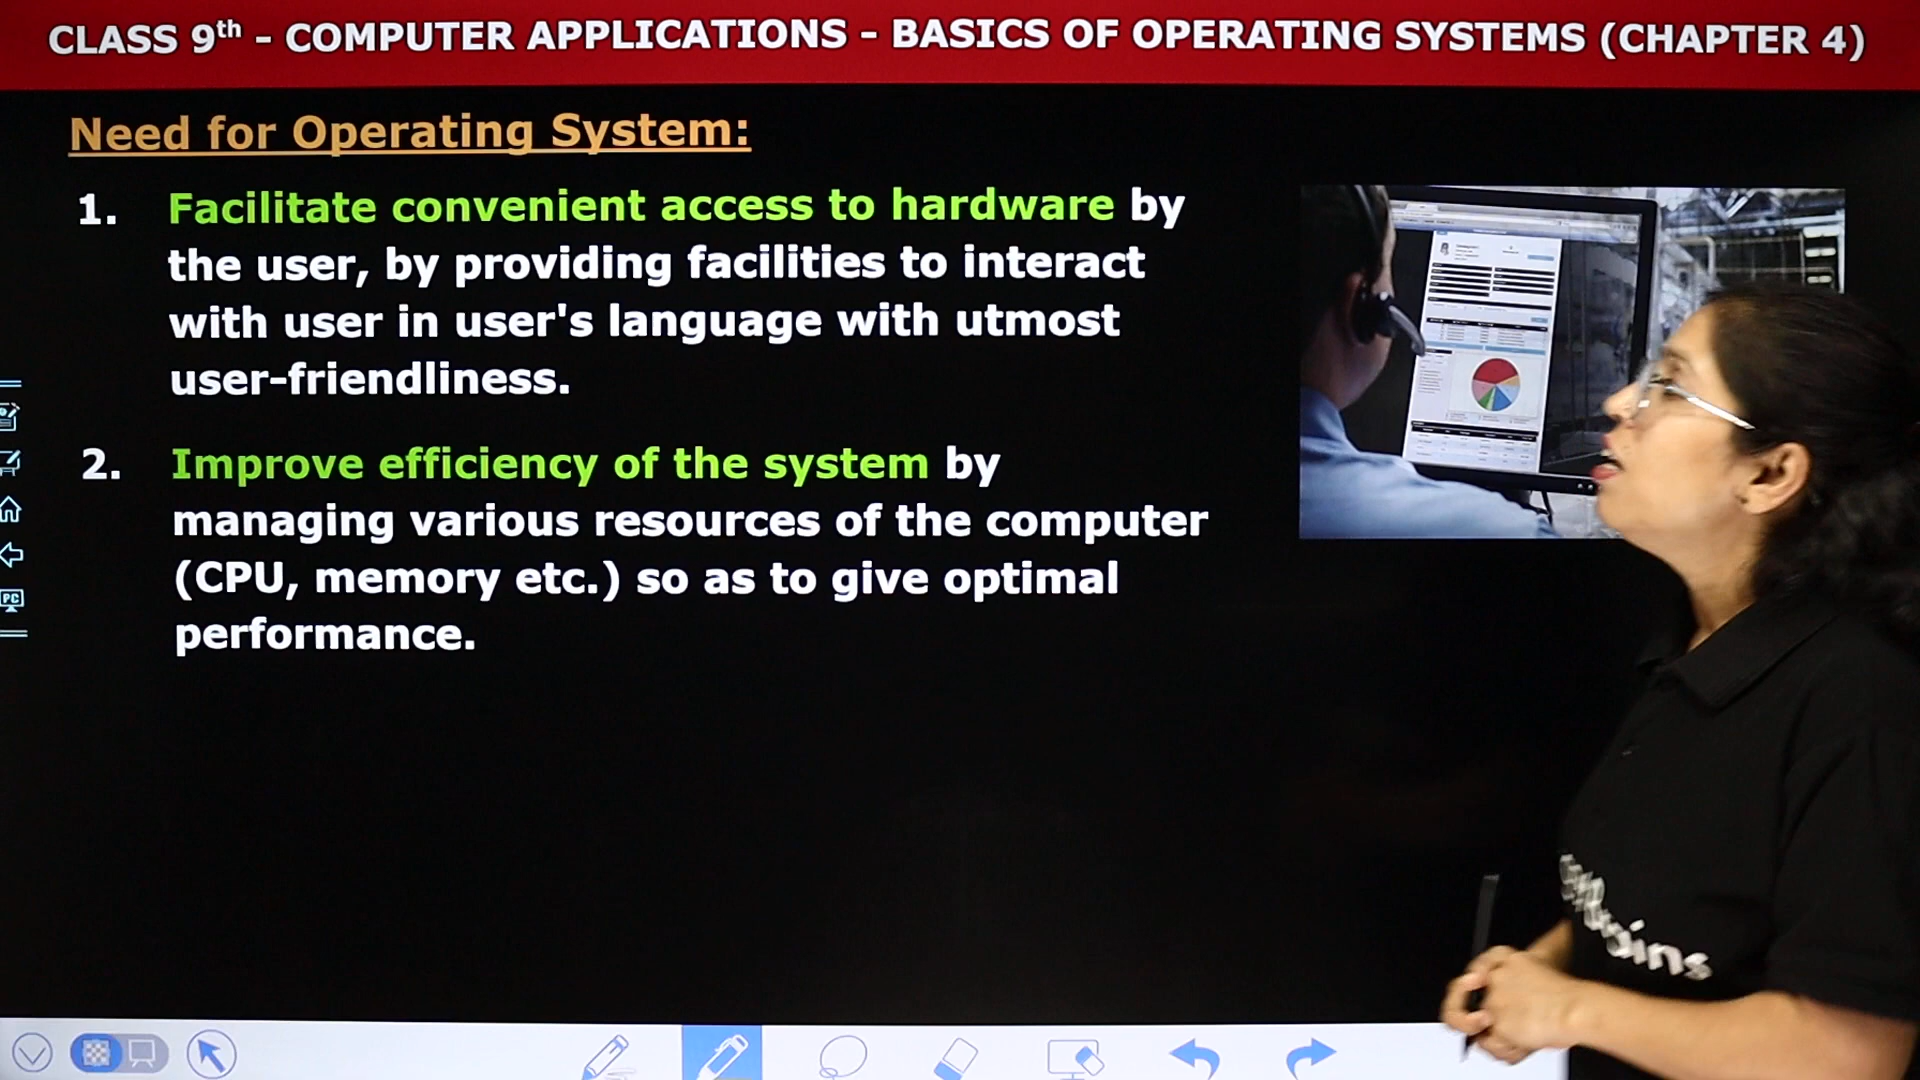 CLASS 9th - COMPUTER APPLICATIONS - BASICS OF OPERATING SYSTEMS (CHAPTER 4)
Need for Operating System:
1. Facilitate convenient access to hardware by
the user, by providing facilities to interact
with user in user's language with utmost
user-friendliness.
2. Improve efficiency of the system by
managing various resources of the computer
(CPU, memory etc.) so as to give optimal
performance.
PC